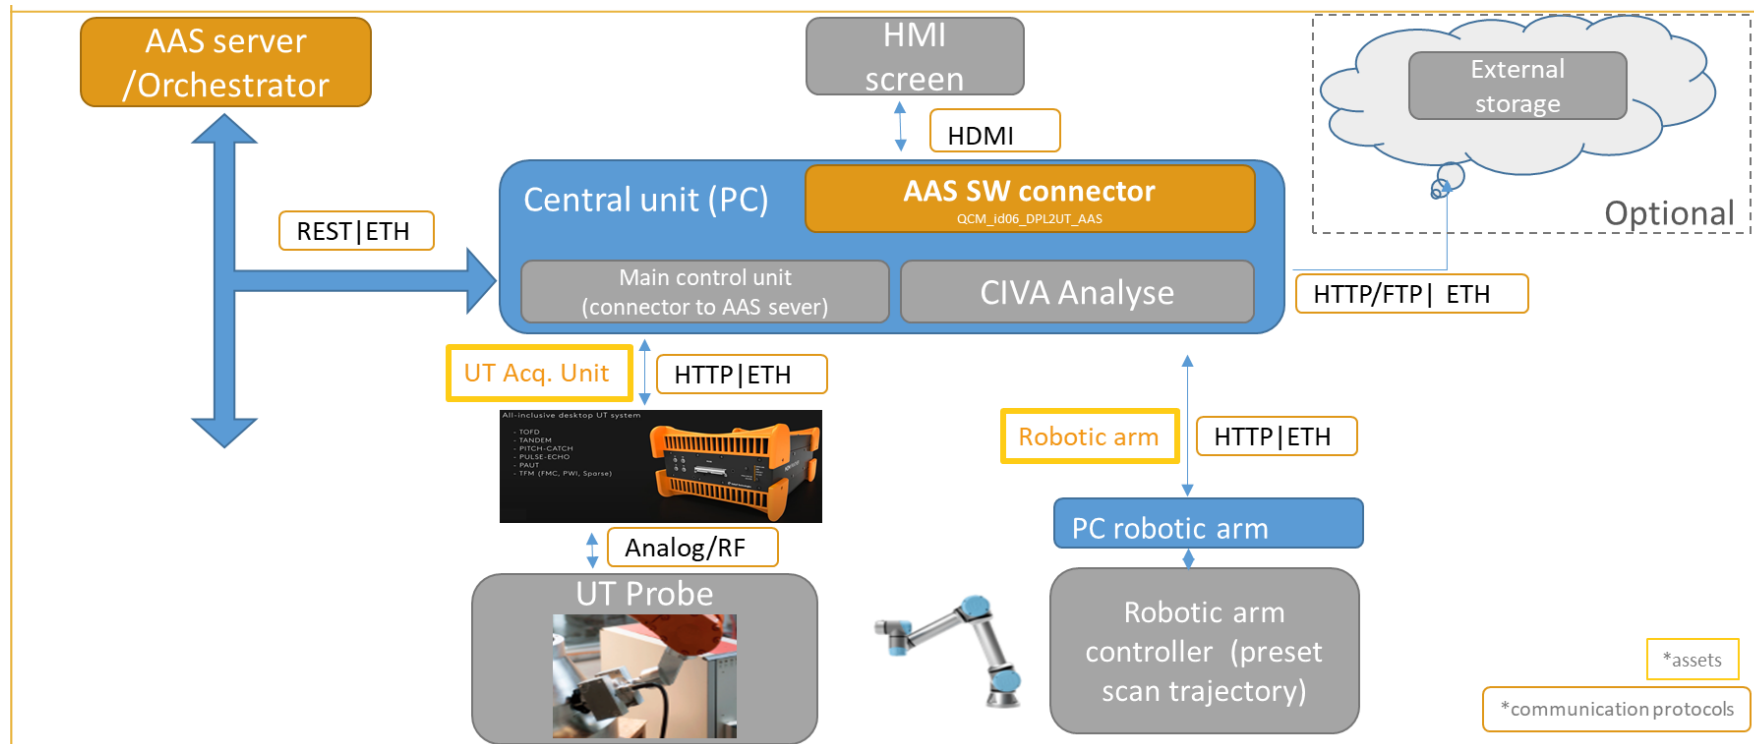 AAS server
/Orchestrator
HMI
screen
External
storage
HDMI
Optional
Central unit (PC)
AAS SW connector
QCM_id06_DPL2UT_AAS
REST|ETH
Main control unit
(connector to AAS sever)
CIVA Analyse
HTTP/FTP| ETH
UT Acq. Unit
HTTP|ETH
Robotic arm
HTTP|ETH
All-inclusive desktop UT system
- TOFD
- TANDEM
- PITCH-CATCH
- PULSE-ECHO
- PAUT
- TFM (FMC, PWI, Sparse)
PC robotic arm
Analog/RF
UT Probe
Robotic arm
controller (preset
scan trajectory)
*assets
*communication protocols